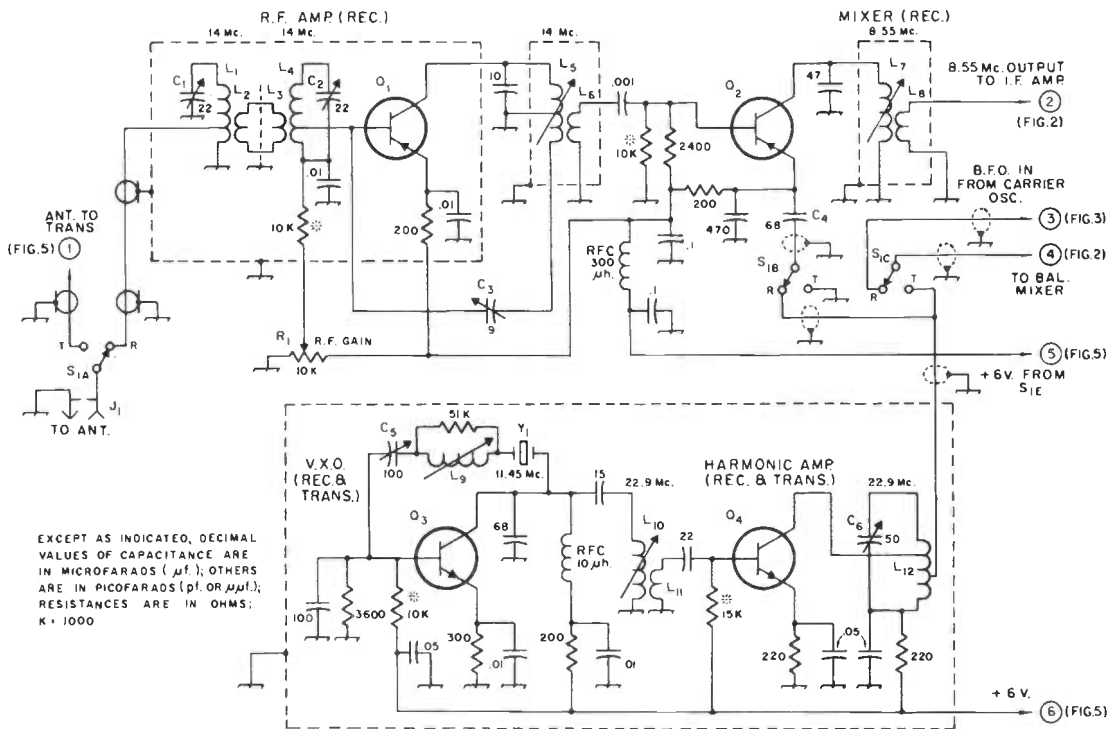 R.F. AMP. (REC.)
14 Mc. 14 Mc.
14 Mc.
MIXER (REC.)
8.55 Mc.
C1 22
L1
L2
L3
L4
C2 22
Q1
10
L5
L6
.001
Q2
47
L7
L8
8.55 Mc. OUTPUT
TO I.F. AMP.
2
(FIG.2)
.01
10K
.01
200
10K
2400
200
470
68
C4
B.F.O. IN
FROM CARRIER
OSC.
3 (FIG.3)
4 (FIG.2)
TO BAL.
MIXER
S1B
R T
S1C
R T
ANT. TO
TRANS
(FIG.5) 1
RFC
300
µh.
.1
.1
C3
9
R1 R.F. GAIN
10K
T R
S1A
J1
TO ANT.
5 (FIG.5)
+6V. FROM
S1E
V.X.O.
(REC.&
TRANS.)
C5
100
51K
L9
Y1
11.45 Mc.
15
22.9 Mc.
HARMONIC AMP.
(REC. & TRANS.)
22.9 Mc.
Q3
68
RFC
10 µh.
L10
L11
22
Q4
C6
50
L12
EXCEPT AS INDICATED, DECIMAL
VALUES OF CAPACITANCE ARE
IN MICROFARADS (µf.); OTHERS
ARE IN PICOFARADS (pf. OR µµf.);
RESISTANCES ARE IN OHMS;
K = 1000
100
3600
10K
.05
300
.01
200
.01
15K
220
.05
220
+ 6 V.
6 (FIG.5)